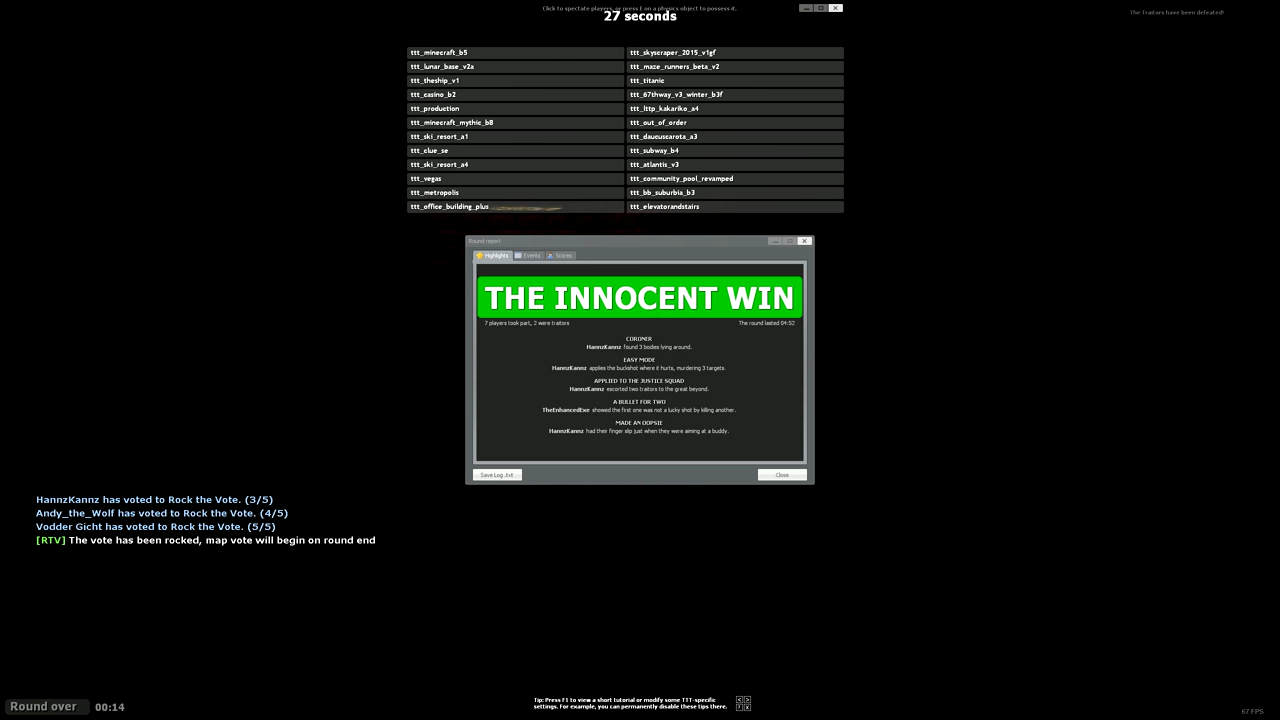 Click to spectate players, or press E on a physics object to possess it.
27 seconds
The Traitors have been defeated!
ttt_minecraft_b5
ttt_skyscraper_2015_v1gf
ttt_lunar_base_v2a
ttt_maze_runners_beta_v2
ttt_theship_v1
ttt_titanic
ttt_casino_b2
ttt_67thway_v3_winter_b3f
ttt_production
ttt_lttp_kakariko_a4
ttt_minecraft_mythic_b8
ttt_out_of_order
ttt_ski_resort_a1
ttt_daucuscarota_a3
ttt_clue_se
ttt_subway_b4
ttt_ski_resort_a4
ttt_atlantis_v3
ttt_vegas
ttt_community_pool_revamped
ttt_metropolis
ttt_bb_suburbia_b3
ttt_office_building_plus
ttt_elevatorandstairs
Round report
Highlights Events Scores
THE INNOCENT WIN
7 players took part, 2 were traitors
The round lasted 04:52
CORONER
HannzKannz found 3 bodies lying around.
EASY MODE
HannzKannz applies the buckshot where it hurts, murdering 3 targets.
APPLIED TO THE JUSTICE SQUAD
HannzKannz escorted two traitors to the great beyond.
A BULLET FOR TWO
TheEnhancedExe showed the first one was not a lucky shot by killing another.
MADE AN OOPSIE
HannzKannz had their finger slip just when they were aiming at a buddy.
Save Log .txt
Close
HannzKannz has voted to Rock the Vote. (3/5)
Andy_the_Wolf has voted to Rock the Vote. (4/5)
Vodder Gicht has voted to Rock the Vote. (5/5)
[RTV] The vote has been rocked, map vote will begin on round end
Round over 00:14
Tip: Press F1 to view a short tutorial or modify some TTT-specific
settings. For example, you can permanently disable these tips there.
67 FPS